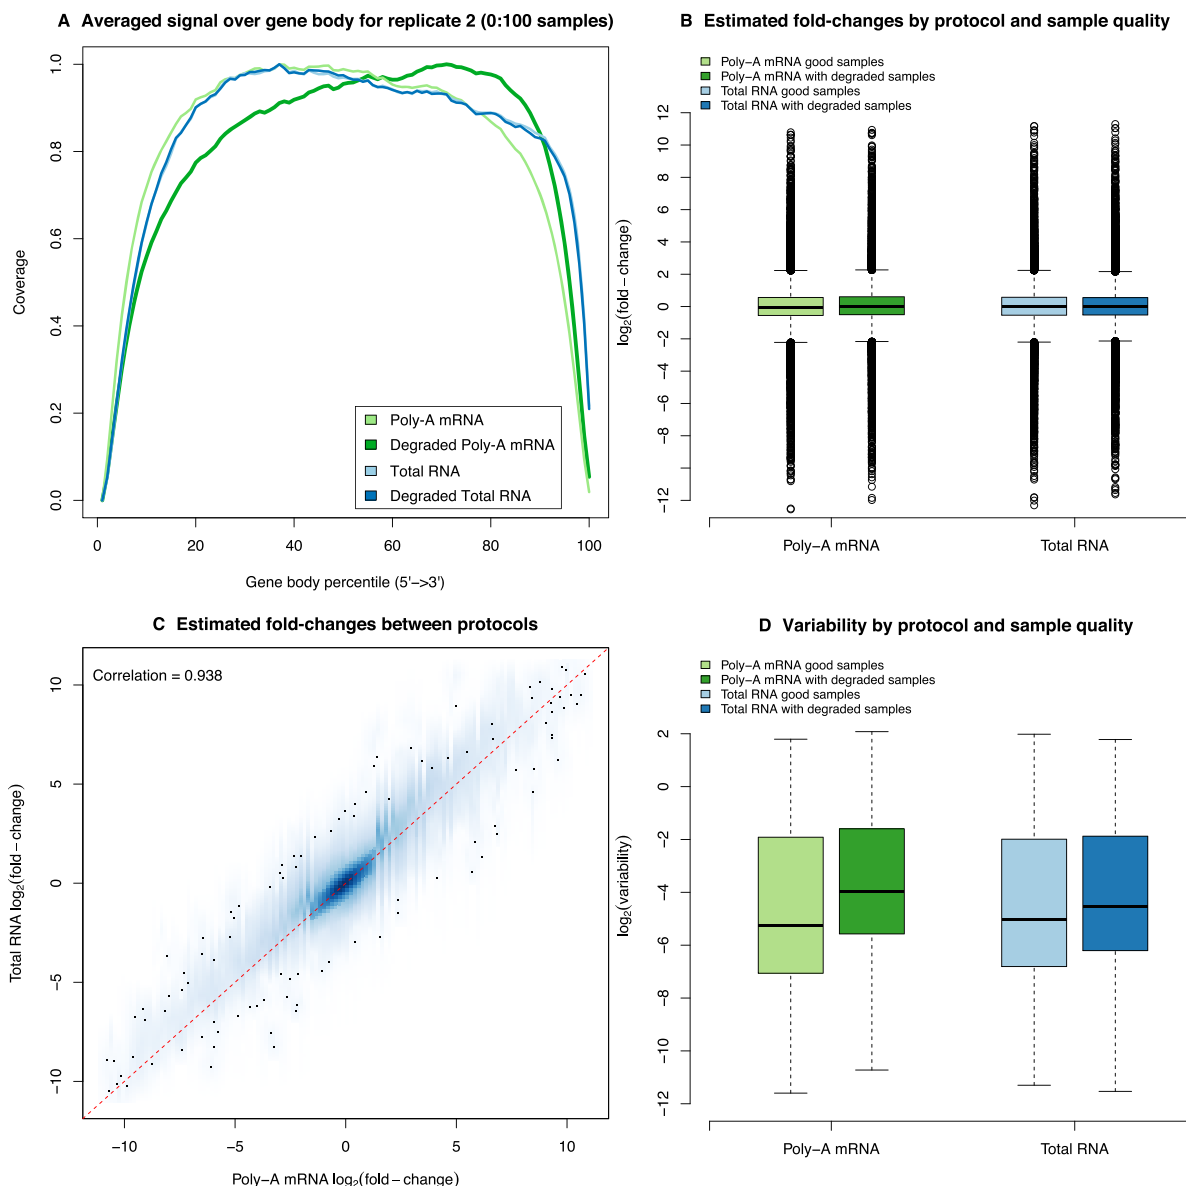 A  Averaged signal over gene body for replicate 2 (0:100 samples)
Coverage
1.0
0.8
0.6
0.4
0.2
0.0
Poly-A mRNA
Degraded Poly-A mRNA
Total RNA
Degraded Total RNA
0 20 40 60 80 100
Gene body percentile (5'->3')
B  Estimated fold-changes by protocol and sample quality
Poly−A mRNA good samples
Poly−A mRNA with degraded samples
Total RNA good samples
Total RNA with degraded samples
log2(fold−change)
12
10
8
6
4
2
0
−2
−4
−6
−8
−12
Poly−A mRNA Total RNA
C  Estimated fold-changes between protocols
Correlation = 0.938
Total RNA log2(fold−change)
10
5
0
−5
−10
−10 −5 0 5 10
Poly−A mRNA log2(fold−change)
D  Variability by protocol and sample quality
Poly−A mRNA good samples
Poly−A mRNA with degraded samples
Total RNA good samples
Total RNA with degraded samples
log2(variability)
2
0
−2
−4
−6
−8
−10
−12
Poly−A mRNA Total RNA